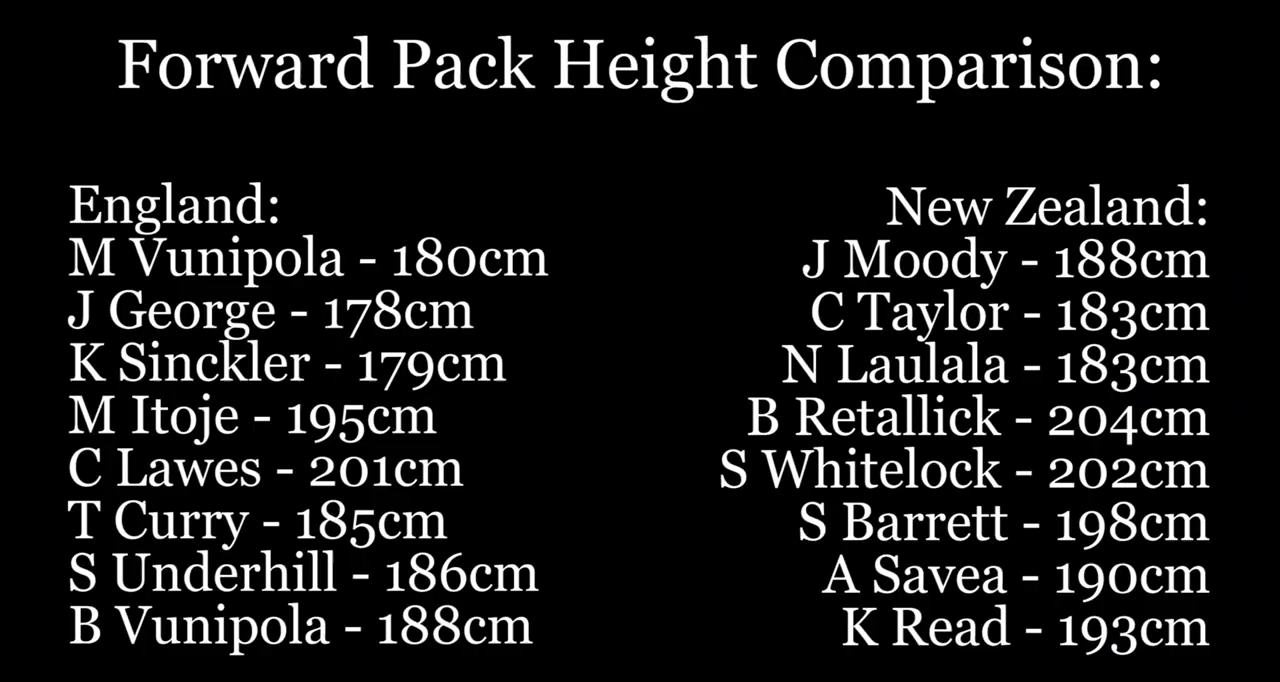 Forward Pack Height Comparison:
England:
M Vunipola - 180cm
J George - 178cm
K Sinckler - 179cm
M Itoje - 195cm
C Lawes - 201cm
T Curry - 185cm
S Underhill - 186cm
B Vunipola - 188cm
New Zealand:
J Moody - 188cm
C Taylor - 183cm
N Laulala - 183cm
B Retallick - 204cm
S Whitelock - 202cm
S Barrett - 198cm
A Savea - 190cm
K Read - 193cm